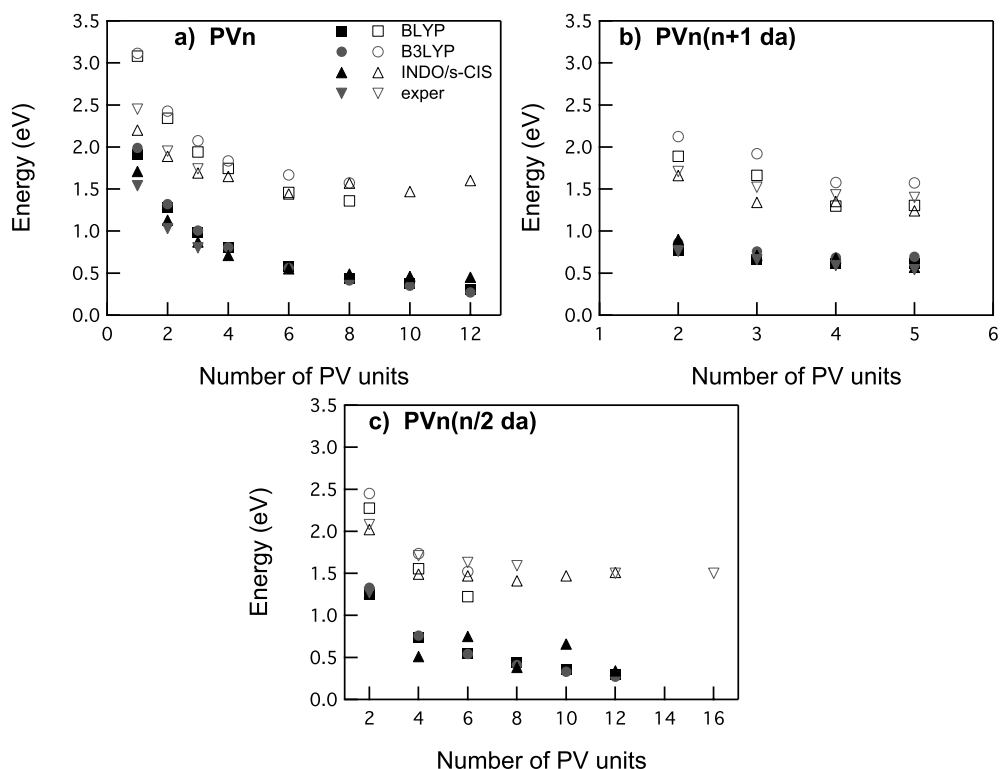 a) PVn
BLYP
B3LYP
INDO/s-CIS
exper
3.5
3.0
2.5
2.0
1.5
1.0
0.5
0.0
Energy (eV)
0 2 4 6 8 10 12
Number of PV units
b) PVn(n+1 da)
3.5
3.0
2.5
2.0
1.5
1.0
0.5
0.0
Energy (eV)
1 2 3 4 5 6
Number of PV units
c) PVn(n/2 da)
3.5
3.0
2.5
2.0
1.5
1.0
0.5
0.0
Energy (eV)
2 4 6 8 10 12 14 16
Number of PV units